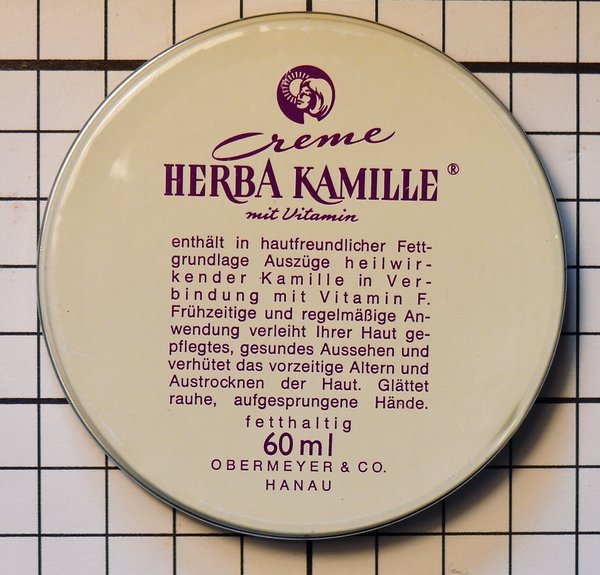 Creme
HERBA KAMILLE ®
mit Vitamin
enthält in hautfreundlicher Fett-
grundlage Auszüge heilwir-
kender Kamille in Ver-
bindung mit Vitamin F.
Frühzeitige und regelmäßige An-
wendung verleiht Ihrer Haut ge-
pflegtes, gesundes Aussehen und
verhütet das vorzeitige Altern und
Austrocknen der Haut. Glättet
rauhe, aufgesprungene Hände.
fetthaltig
60 ml
OBERMEYER & CO.
HANAU